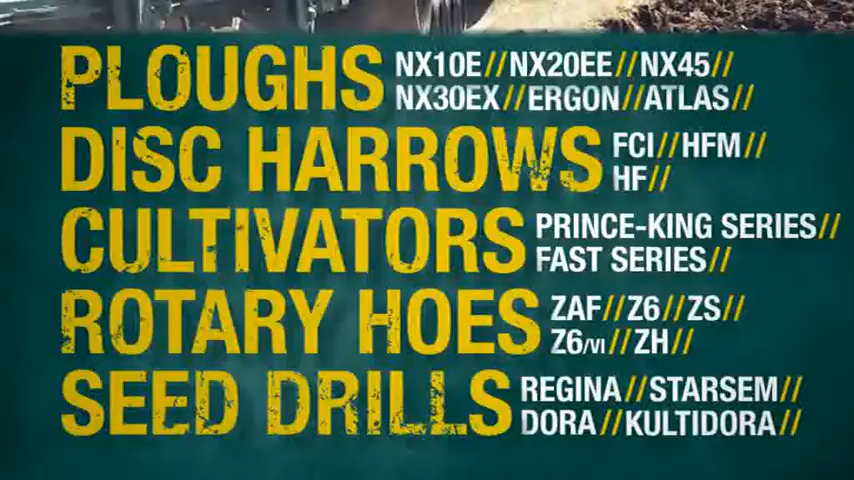 PLOUGHS NX10E//NX20EE//NX45//
NX30EX//ERGON//ATLAS//
DISC HARROWS FCI//HFM//
HF//
CULTIVATORS PRINCE-KING SERIES//
FAST SERIES//
ROTARY HOES ZAF//Z6//ZS//
Z6/VI//ZH//
SEED DRILLS REGINA//STARSEM//
DORA//KULTIDORA//